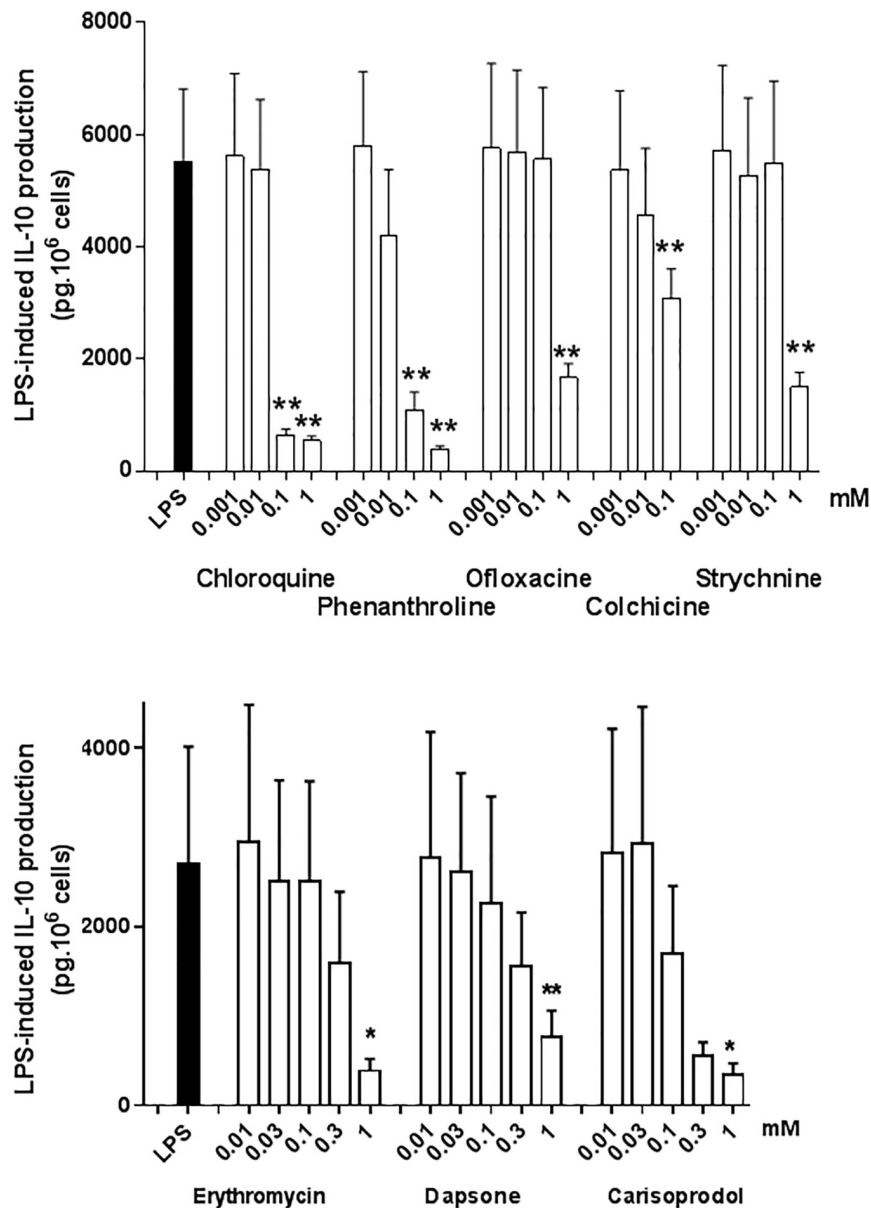 LPS-induced IL-10 production
(pg.10⁶ cells)
8000
6000
4000
2000
0
** ** ** ** ** ** **
LPS 0.001 0.01 0.1 1 0.001 0.01 0.1 1 0.001 0.01 0.1 1 0.001 0.01 0.1 0.001 0.01 0.1 1 mM
Chloroquine Ofloxacine Strychnine
Phenanthroline Colchicine
LPS-induced IL-10 production
(pg.10⁶ cells)
4000
2000
0
* ** *
LPS 0.01 0.03 0.1 0.3 1 0.01 0.03 0.1 0.3 1 0.01 0.03 0.1 0.3 1 mM
Erythromycin Dapsone Carisoprodol